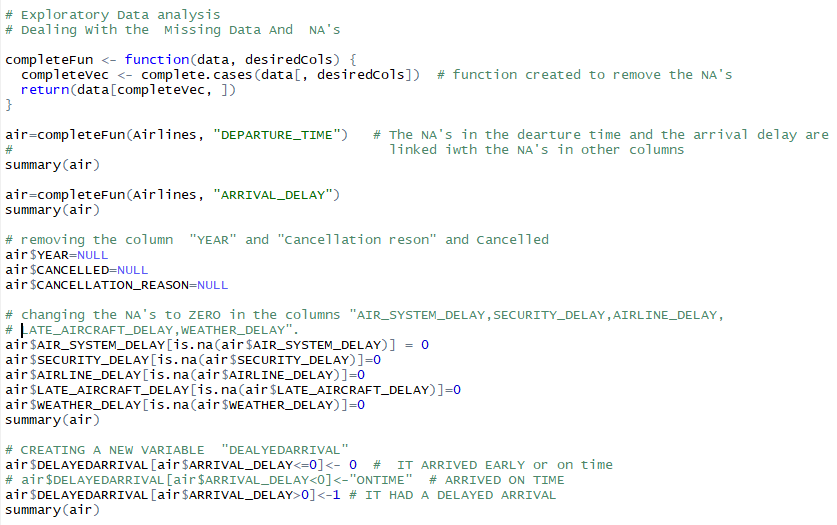 # Exploratory Data analysis
# Dealing With the  Missing Data And  NA's
completeFun <- function(data, desiredCols) {
  completeVec <- complete.cases(data[, desiredCols])  # function created to remove the NA's
  return(data[completeVec, ])
}
air=completeFun(Airlines, "DEPARTURE_TIME")   # The NA's in the dearture time and the arrival delay are
#                                               linked iwth the NA's in other columns
summary(air)
air=completeFun(Airlines, "ARRIVAL_DELAY")
summary(air)
# removing the column  "YEAR" and "Cancellation reson" and Cancelled
air$YEAR=NULL
air$CANCELLED=NULL
air$CANCELLATION_REASON=NULL
# changing the NA's to ZERO in the columns "AIR_SYSTEM_DELAY,SECURITY_DELAY,AIRLINE_DELAY,
# LATE_AIRCRAFT_DELAY,WEATHER_DELAY".
air$AIR_SYSTEM_DELAY[is.na(air$AIR_SYSTEM_DELAY)] = 0
air$SECURITY_DELAY[is.na(air$SECURITY_DELAY)]=0
air$AIRLINE_DELAY[is.na(air$AIRLINE_DELAY)]=0
air$LATE_AIRCRAFT_DELAY[is.na(air$LATE_AIRCRAFT_DELAY)]=0
air$WEATHER_DELAY[is.na(air$WEATHER_DELAY)]=0
summary(air)
# CREATING A NEW VARIABLE  "DEALYEDARRIVAL"
air$DELAYEDARRIVAL[air$ARRIVAL_DELAY<=0]<- 0  #  IT ARRIVED EARLY or on time
# air$DELAYEDARRIVAL[air$ARRIVAL_DELAY<0]<-"ONTIME"  # ARRIVED ON TIME
air$DELAYEDARRIVAL[air$ARRIVAL_DELAY>0]<-1 # IT HAD A DELAYED ARRIVAL
summary(air)